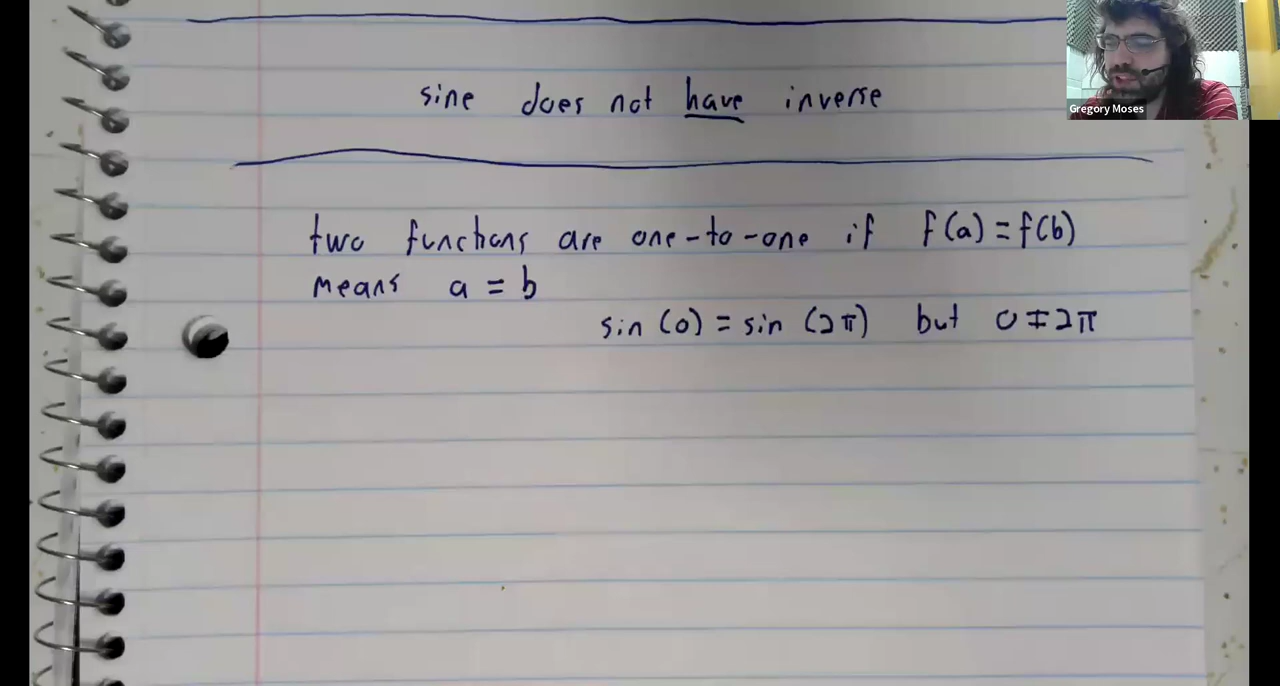 sine does not have inverse
Gregory Moses
two functions are one-to-one if f(a)=f(b)
means a = b
sin(0) = sin(2π) but 0≠2π